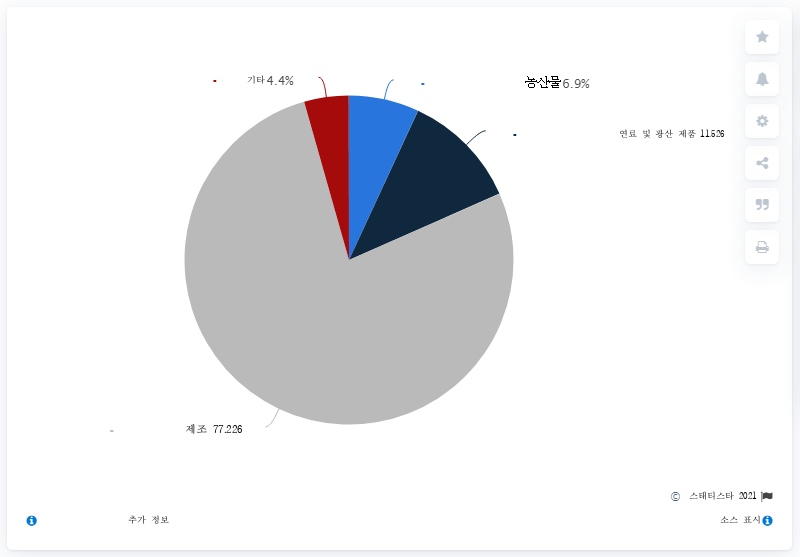 기타 4.4%
농산물 6.9%
연료 및 광산 제품 11.526
제조 77.226
© 스태티스타 2021
추가 정보
소스 표시